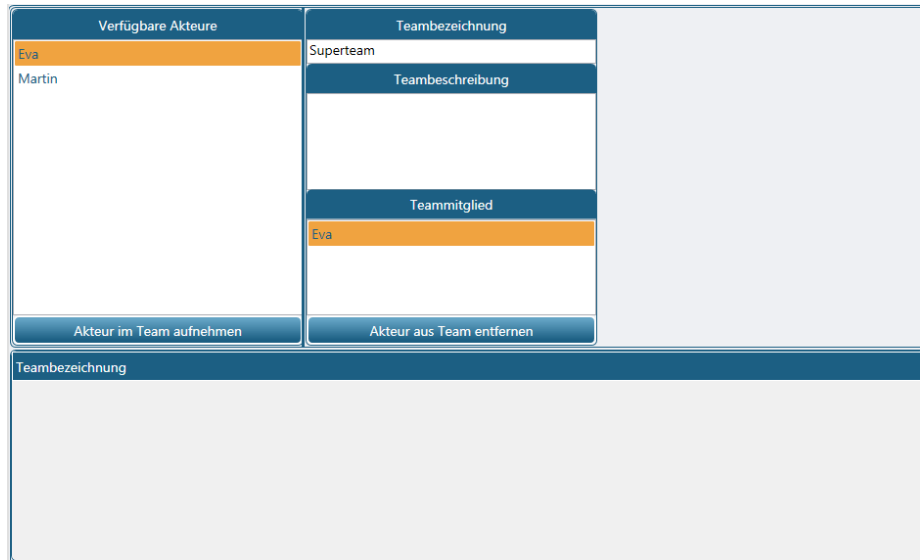 Verfügbare Akteure
Eva
Martin
Akteur im Team aufnehmen
Teambezeichnung
Superteam
Teambeschreibung
Teammitglied
Eva
Akteur aus Team entfernen
Teambezeichnung